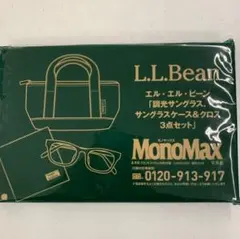 L.L.Bean
エル・エル・ビーン
「調光サングラス、
サングラスケース&クロス
3点セット」
MonoMax
0120-913-917